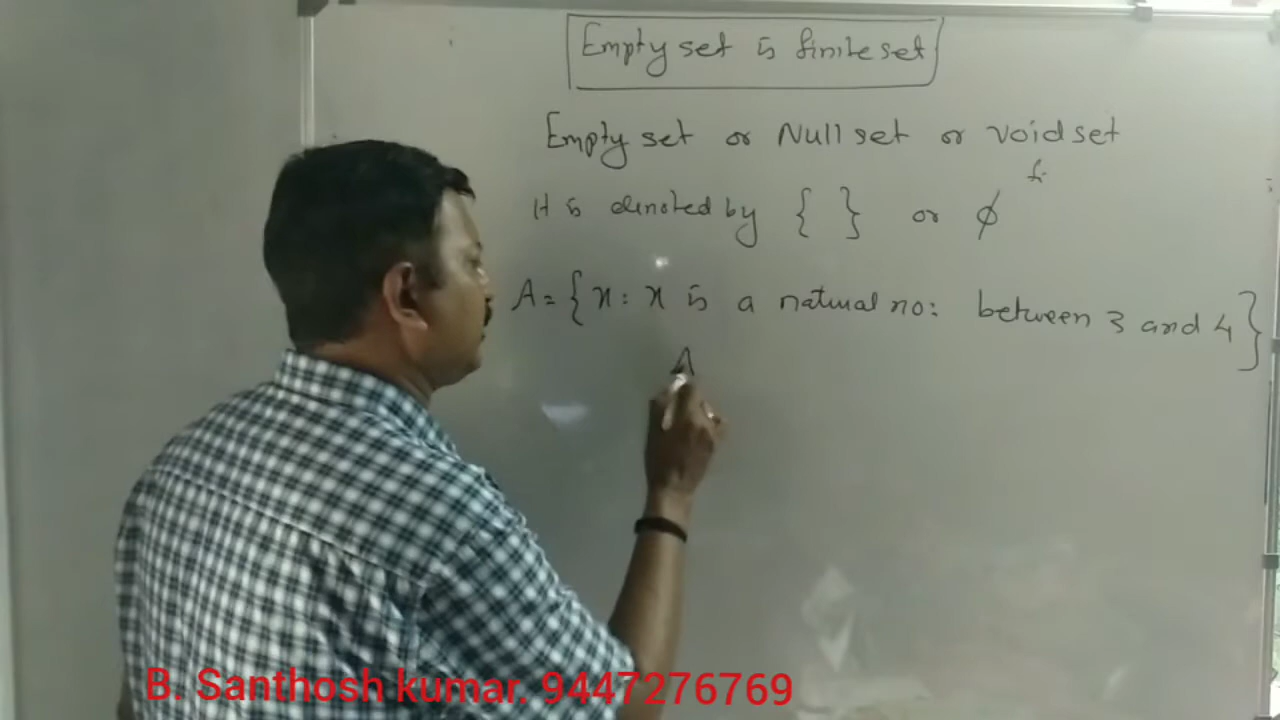 Empty set is finite set
Empty set or Null set or void set
fi
It is denoted by { } or ϕ
A = { x : x is a natural no: between 3 and 4 }
A
B. Santhosh kumar. 9447276769